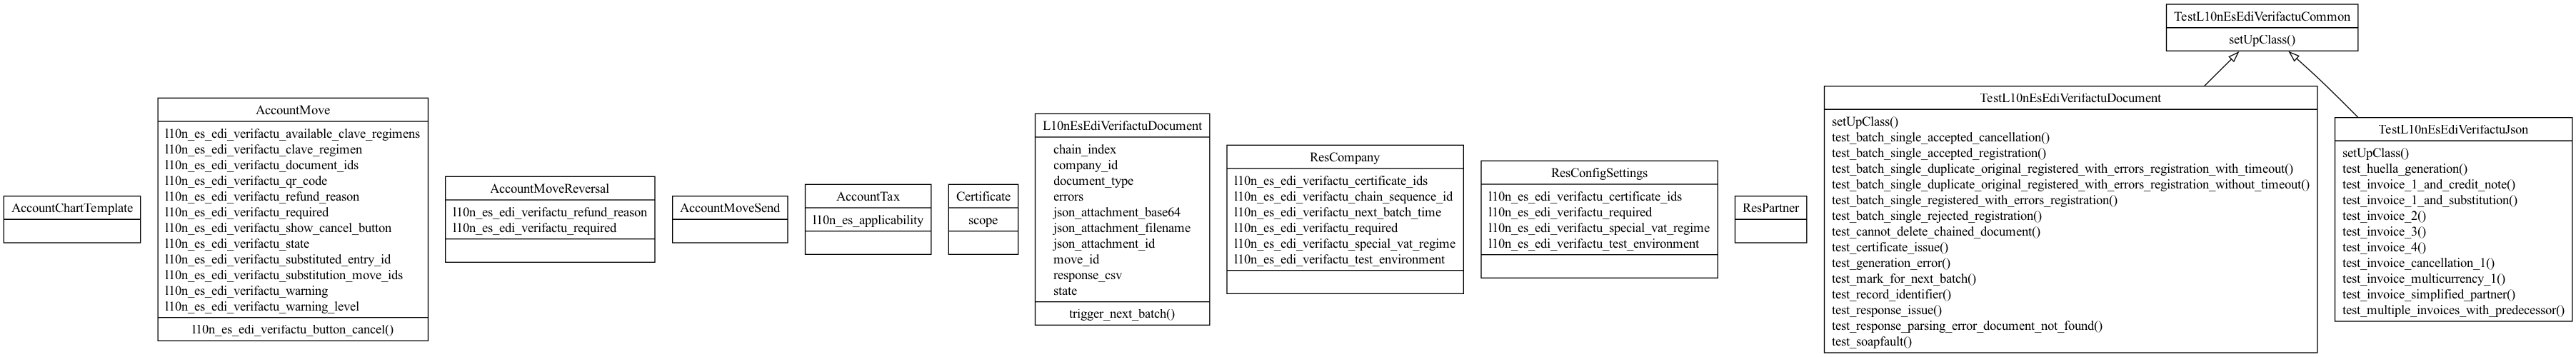 AccountChartTemplate
AccountMove
l10n_es_edi_verifactu_available_clave_regimens
l10n_es_edi_verifactu_clave_regimen
l10n_es_edi_verifactu_document_ids
l10n_es_edi_verifactu_qr_code
l10n_es_edi_verifactu_refund_reason
l10n_es_edi_verifactu_required
l10n_es_edi_verifactu_show_cancel_button
l10n_es_edi_verifactu_state
l10n_es_edi_verifactu_substituted_entry_id
l10n_es_edi_verifactu_substitution_move_ids
l10n_es_edi_verifactu_warning
l10n_es_edi_verifactu_warning_level
l10n_es_edi_verifactu_button_cancel()
AccountMoveReversal
l10n_es_edi_verifactu_refund_reason
l10n_es_edi_verifactu_required
AccountMoveSend
AccountTax
l10n_es_applicability
Certificate
scope
L10nEsEdiVerifactuDocument
chain_index
company_id
document_type
errors
json_attachment_base64
json_attachment_filename
json_attachment_id
move_id
response_csv
state
trigger_next_batch()
ResCompany
l10n_es_edi_verifactu_certificate_ids
l10n_es_edi_verifactu_chain_sequence_id
l10n_es_edi_verifactu_next_batch_time
l10n_es_edi_verifactu_required
l10n_es_edi_verifactu_special_vat_regime
l10n_es_edi_verifactu_test_environment
ResConfigSettings
l10n_es_edi_verifactu_certificate_ids
l10n_es_edi_verifactu_required
l10n_es_edi_verifactu_special_vat_regime
l10n_es_edi_verifactu_test_environment
ResPartner
TestL10nEsEdiVerifactuCommon
setUpClass()
TestL10nEsEdiVerifactuDocument
setUpClass()
test_batch_single_accepted_cancellation()
test_batch_single_accepted_registration()
test_batch_single_duplicate_original_registered_with_errors_registration_with_timeout()
test_batch_single_duplicate_original_registered_with_errors_registration_without_timeout()
test_batch_single_registered_with_errors_registration()
test_batch_single_rejected_registration()
test_cannot_delete_chained_document()
test_certificate_issue()
test_generation_error()
test_mark_for_next_batch()
test_record_identifier()
test_response_issue()
test_response_parsing_error_document_not_found()
test_soapfault()
TestL10nEsEdiVerifactuJson
setUpClass()
test_huella_generation()
test_invoice_1_and_credit_note()
test_invoice_1_and_substitution()
test_invoice_2()
test_invoice_3()
test_invoice_4()
test_invoice_cancellation_1()
test_invoice_multicurrency_1()
test_invoice_simplified_partner()
test_multiple_invoices_with_predecessor()